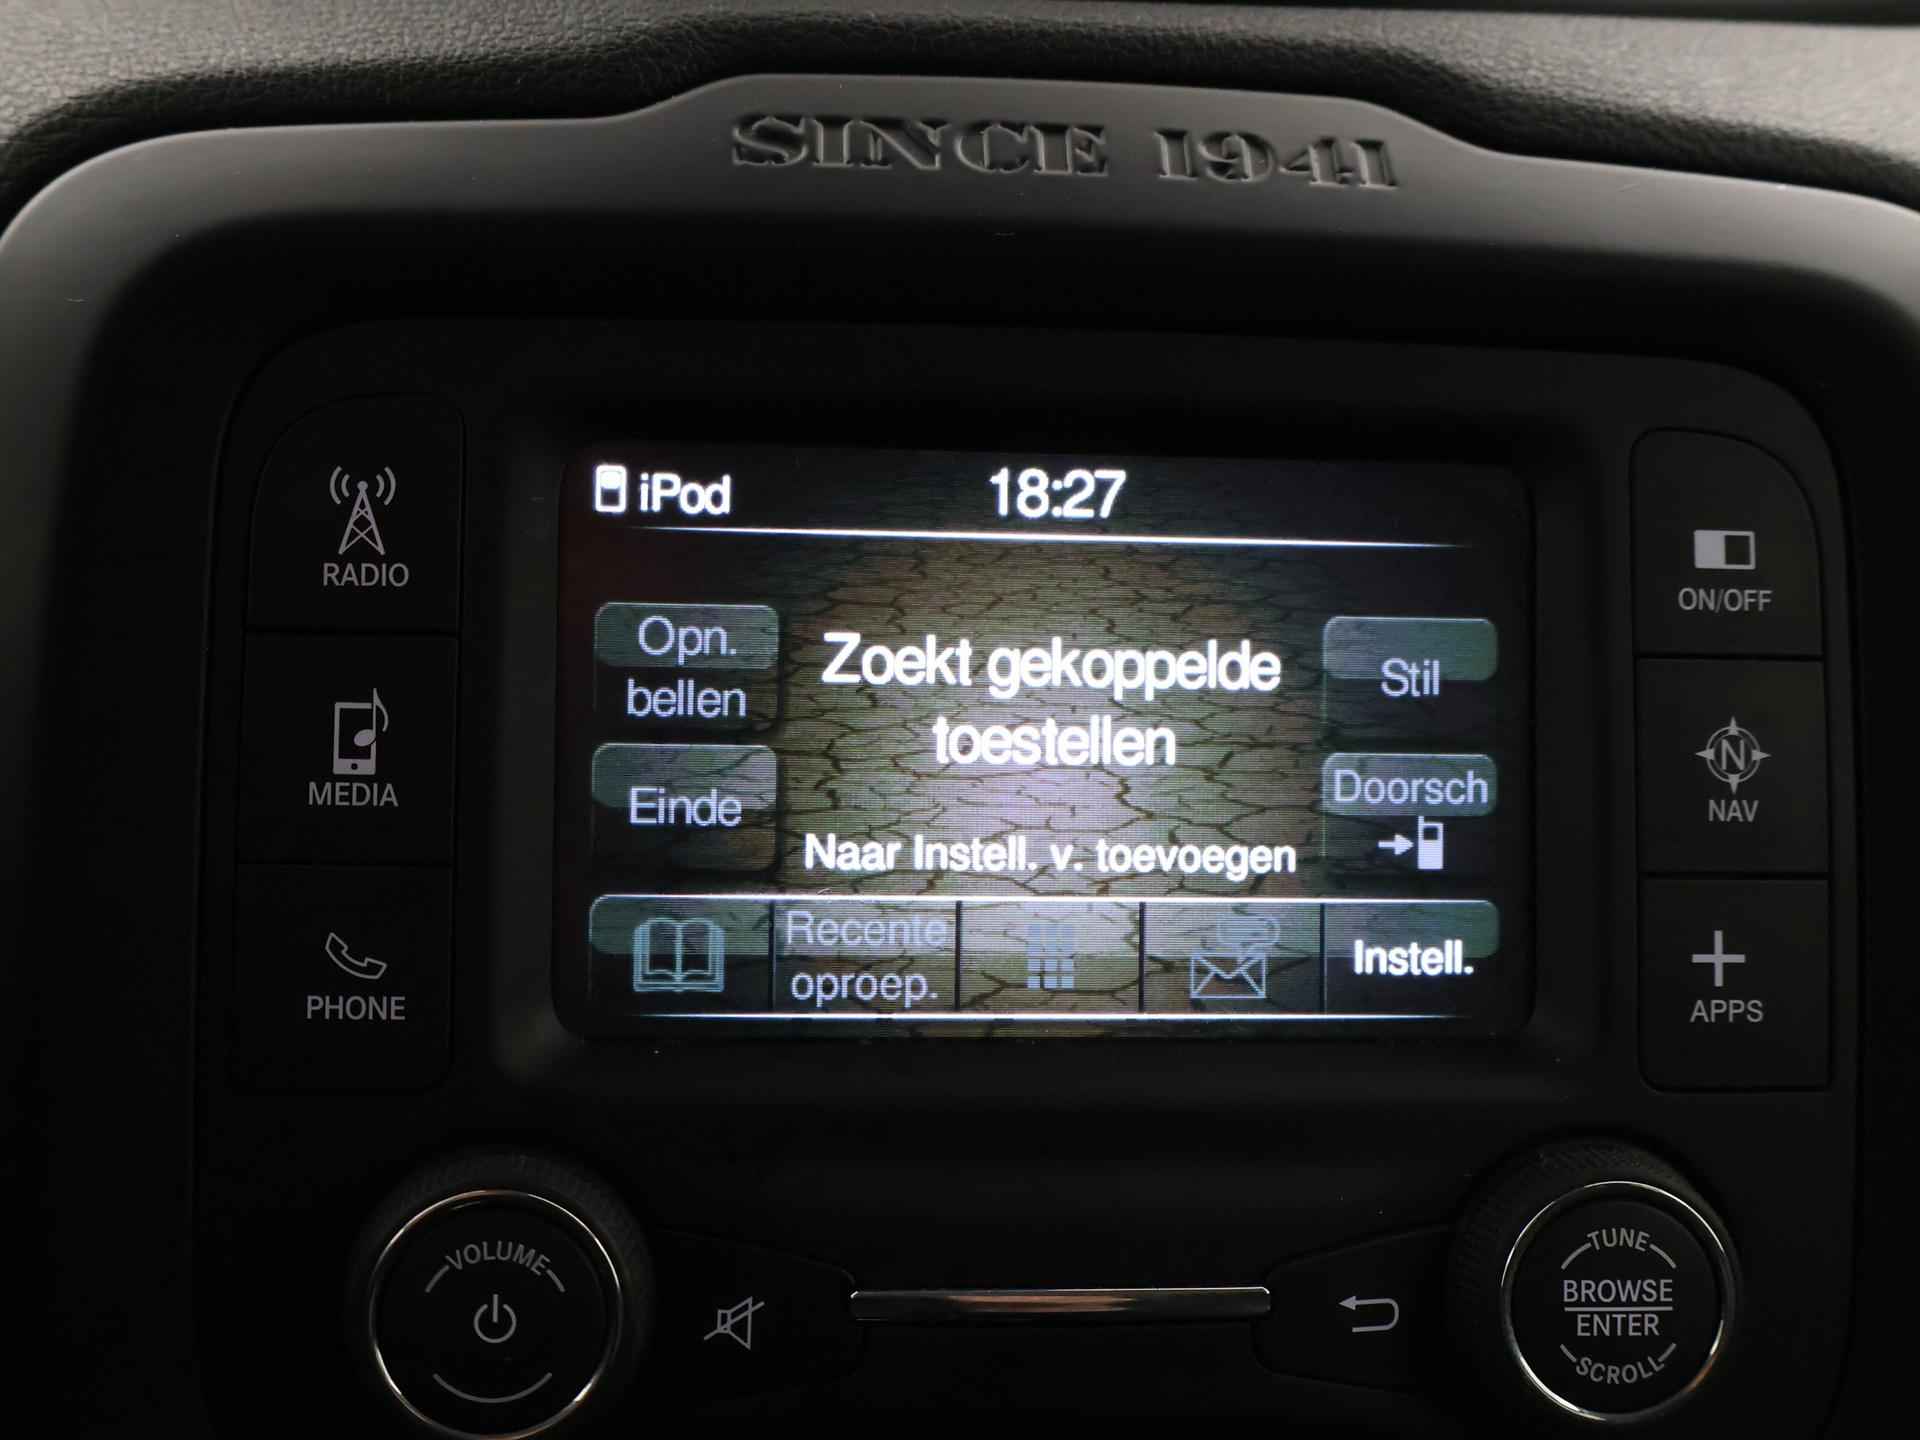 SINCE 1941
iPod 18:27
RADIO
ON/OFF
Opn.
bellen
Zoekt gekoppelde
toestellen
Stil
MEDIA
Einde
Doorsch
NAV
Naar Instell. v. toevoegen
PHONE
Recente
oproep.
Instell.
APPS
VOLUME
TUNE
BROWSE
ENTER
SCROLL